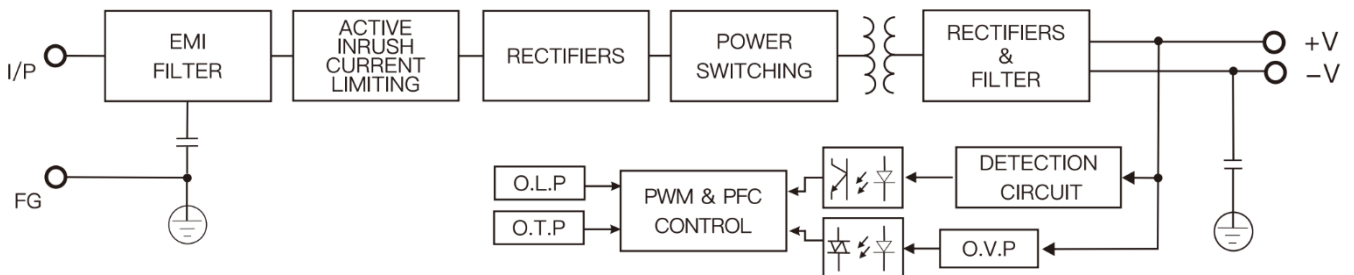 I/P
EMI
FILTER
ACTIVE
INRUSH
CURRENT
LIMITING
RECTIFIERS
POWER
SWITCHING
RECTIFIERS
&
FILTER
+V
−V
FG
O.L.P
O.T.P
PWM & PFC
CONTROL
DETECTION
CIRCUIT
O.V.P